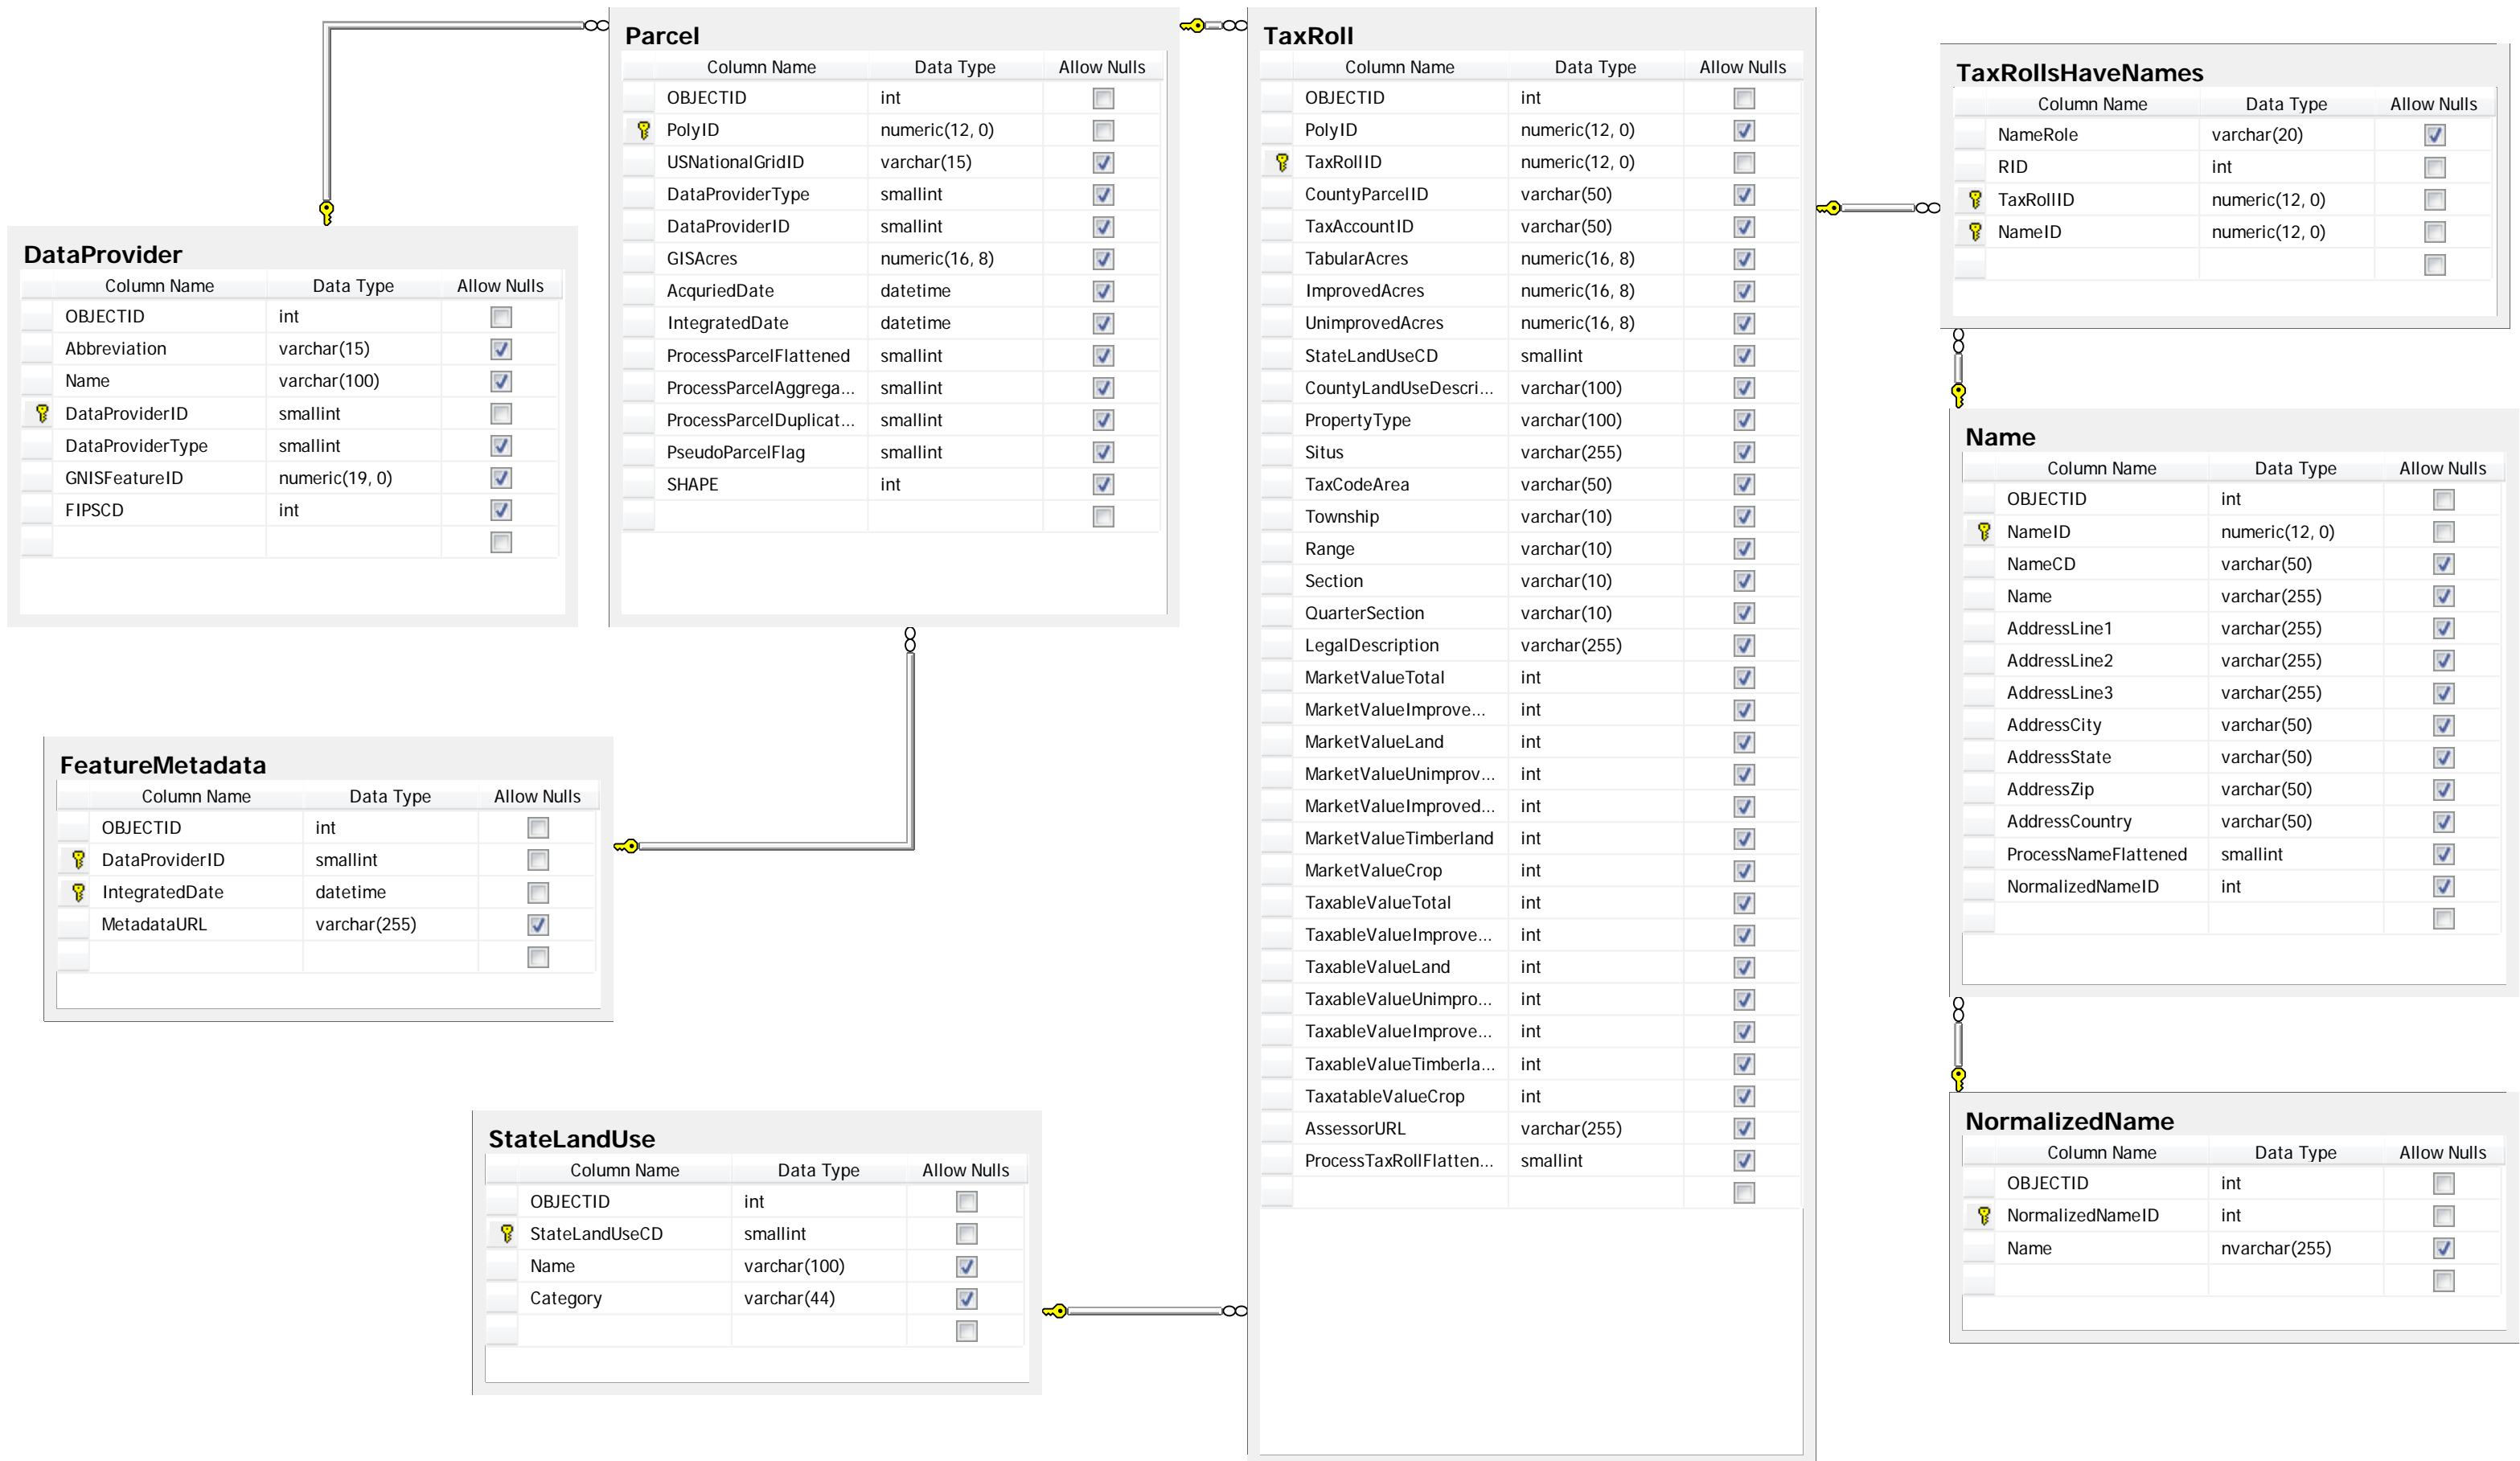 Parcel
Column Name Data Type Allow Nulls
OBJECTID int
PolyID numeric(12, 0)
USNationalGridID varchar(15)
DataProviderType smallint
DataProviderID smallint
GISAcres numeric(16, 8)
AcquriedDate datetime
IntegratedDate datetime
ProcessParcelFlattened smallint
ProcessParcelAggrega... smallint
ProcessParcelDuplicat... smallint
PseudoParcelFlag smallint
SHAPE int
TaxRoll
Column Name Data Type Allow Nulls
OBJECTID int
PolyID numeric(12, 0)
TaxRollID numeric(12, 0)
CountyParcelID varchar(50)
TaxAccountID varchar(50)
TabularAcres numeric(16, 8)
ImprovedAcres numeric(16, 8)
UnimprovedAcres numeric(16, 8)
StateLandUseCD smallint
CountyLandUseDescri... varchar(100)
PropertyType varchar(100)
Situs varchar(255)
TaxCodeArea varchar(50)
Township varchar(10)
Range varchar(10)
Section varchar(10)
QuarterSection varchar(10)
LegalDescription varchar(255)
MarketValueTotal int
MarketValueImprove... int
MarketValueLand int
MarketValueUnimprov... int
MarketValueImproved... int
MarketValueTimberland int
MarketValueCrop int
TaxableValueTotal int
TaxableValueImprove... int
TaxableValueLand int
TaxableValueUnimpro... int
TaxableValueImprove... int
TaxableValueTimberla... int
TaxatableValueCrop int
AssessorURL varchar(255)
ProcessTaxRollFlatten... smallint
TaxRollsHaveNames
Column Name Data Type Allow Nulls
NameRole varchar(20)
RID int
TaxRollID numeric(12, 0)
NameID numeric(12, 0)
DataProvider
Column Name Data Type Allow Nulls
OBJECTID int
Abbreviation varchar(15)
Name varchar(100)
DataProviderID smallint
DataProviderType smallint
GNISFeatureID numeric(19, 0)
FIPSCD int
Name
Column Name Data Type Allow Nulls
OBJECTID int
NameID numeric(12, 0)
NameCD varchar(50)
Name varchar(255)
AddressLine1 varchar(255)
AddressLine2 varchar(255)
AddressLine3 varchar(255)
AddressCity varchar(50)
AddressState varchar(50)
AddressZip varchar(50)
AddressCountry varchar(50)
ProcessNameFlattened smallint
NormalizedNameID int
FeatureMetadata
Column Name Data Type Allow Nulls
OBJECTID int
DataProviderID smallint
IntegratedDate datetime
MetadataURL varchar(255)
StateLandUse
Column Name Data Type Allow Nulls
OBJECTID int
StateLandUseCD smallint
Name varchar(100)
Category varchar(44)
NormalizedName
Column Name Data Type Allow Nulls
OBJECTID int
NormalizedNameID int
Name nvarchar(255)